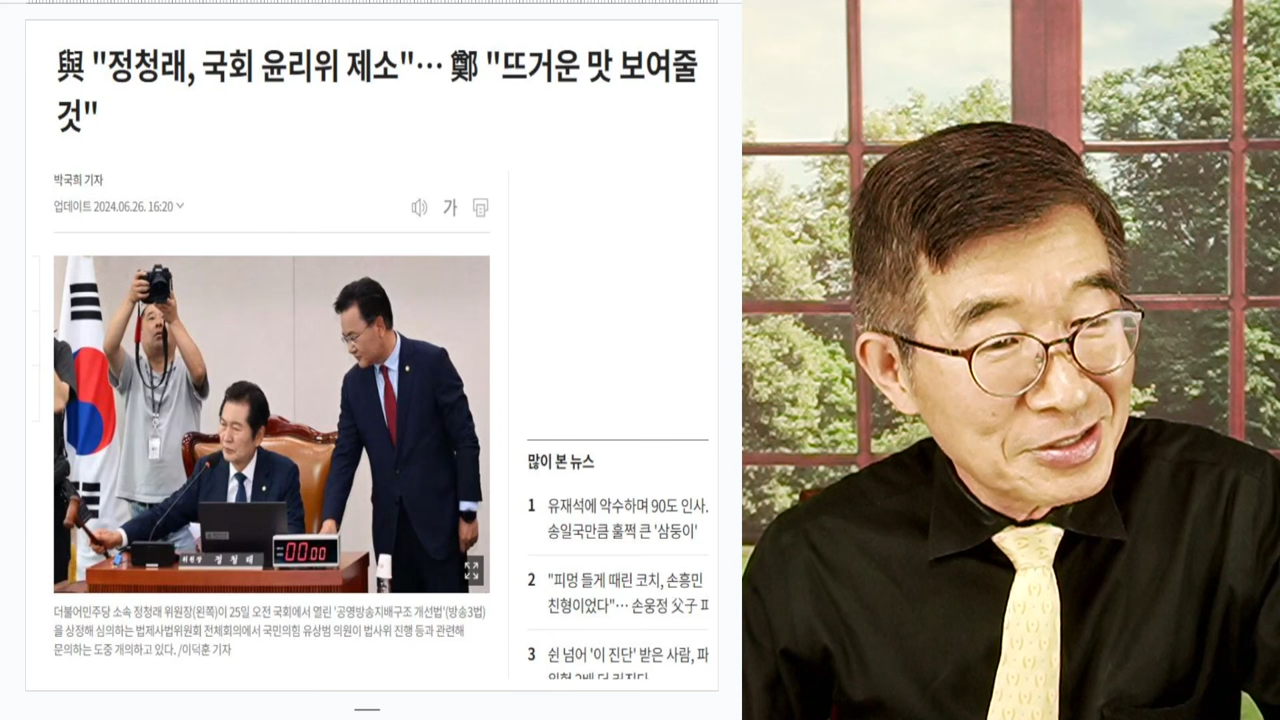 與 "정청래, 국회 윤리위 제소"… 鄭 "뜨거운 맛 보여줄
것"
박국희 기자
업데이트 2024.06.26. 16:20
가
00 00
위원장 정 청 래
더불어민주당 소속 정청래 위원장(왼쪽)이 25일 오전 국회에서 열린 '공영방송지배구조 개선법'(방송3법)
을 상정해 심의하는 법제사법위원회 전체회의에서 국민의힘 유상범 의원이 법사위 진행 등과 관련해
문의하는 도중 개의하고 있다. /이덕훈 기자
많이 본 뉴스
1 유재석에 악수하며 90도 인사.
송일국만큼 훌쩍 큰 '삼둥이'
2 "피멍 들게 때린 코치, 손흥민
친형이었다"… 손웅정 父子
3 쉰 넘어 '이 진단' 받은 사람, 파